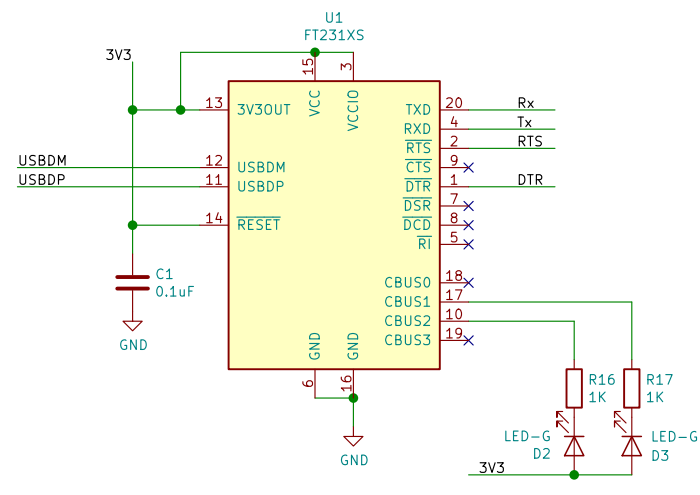 U1
FT231XS
3V3
15
3
VCC
VCCIO
13
3V3OUT
TXD
20
Rx
RXD
4
Tx
RTS
2
RTS
USBDM
12
USBDM
CTS
9
USBDP
11
USBDP
DTR
1
DTR
DSR
7
14
RESET
DCD
8
RI
5
C1
0.1uF
GND
CBUS0
18
CBUS1
17
CBUS2
10
CBUS3
19
GND
GND
6
16
GND
R16
1K
R17
1K
LED-G
D2
LED-G
D3
3V3